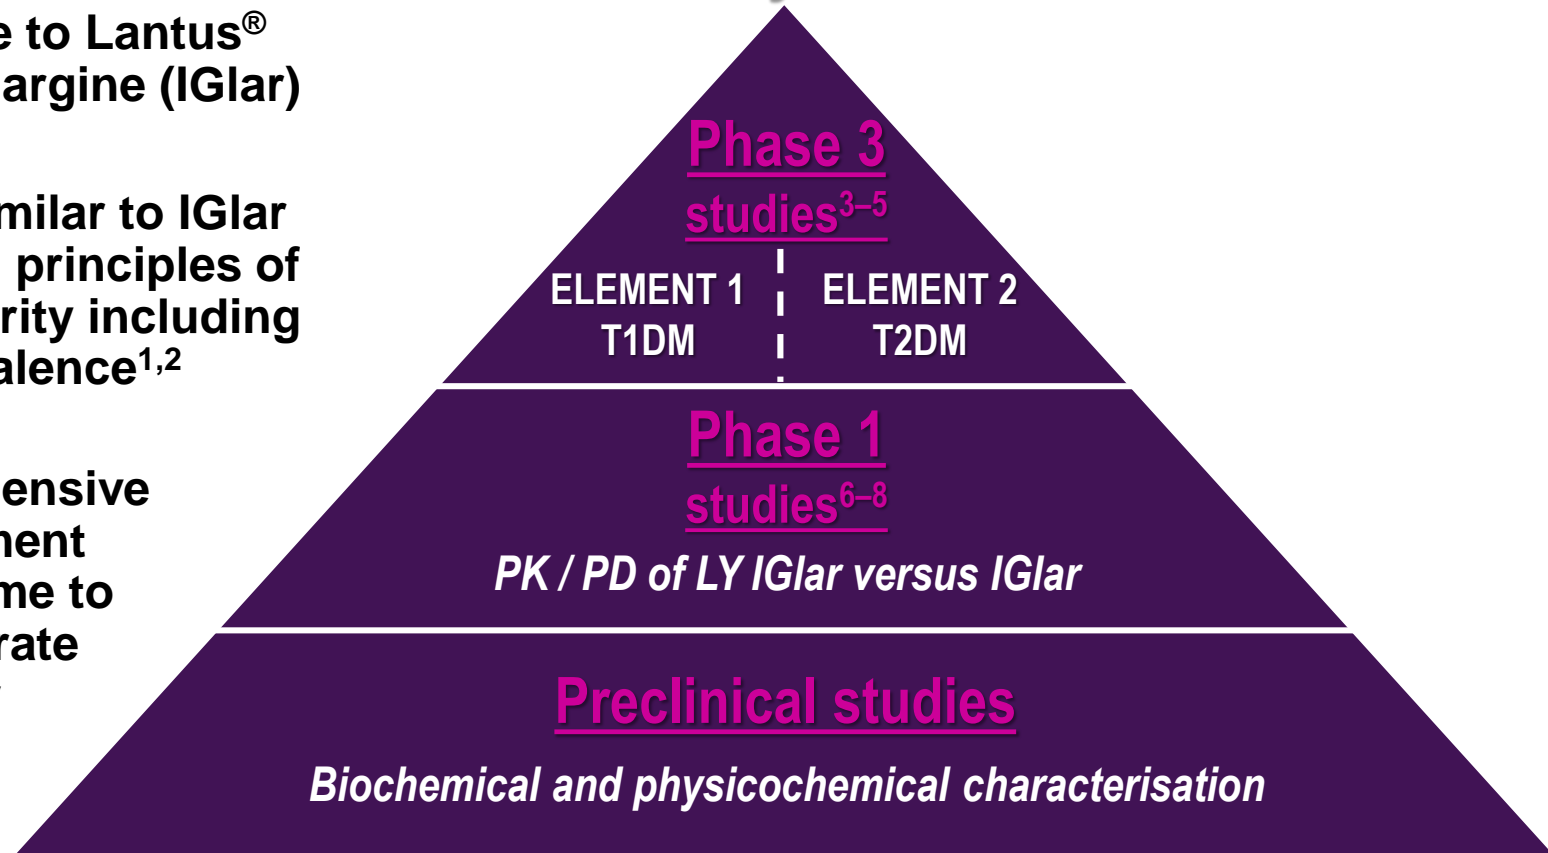 e to Lantus®
argine (IGlar)
milar to IGlar
principles of
rity including
alence1,2
ensive
ment
me to
rate
Phase 3
studies3–5
ELEMENT 1
T1DM
ELEMENT 2
T2DM
Phase 1
studies6–8
PK / PD of LY IGlar versus IGlar
Preclinical studies
Biochemical and physicochemical characterisation